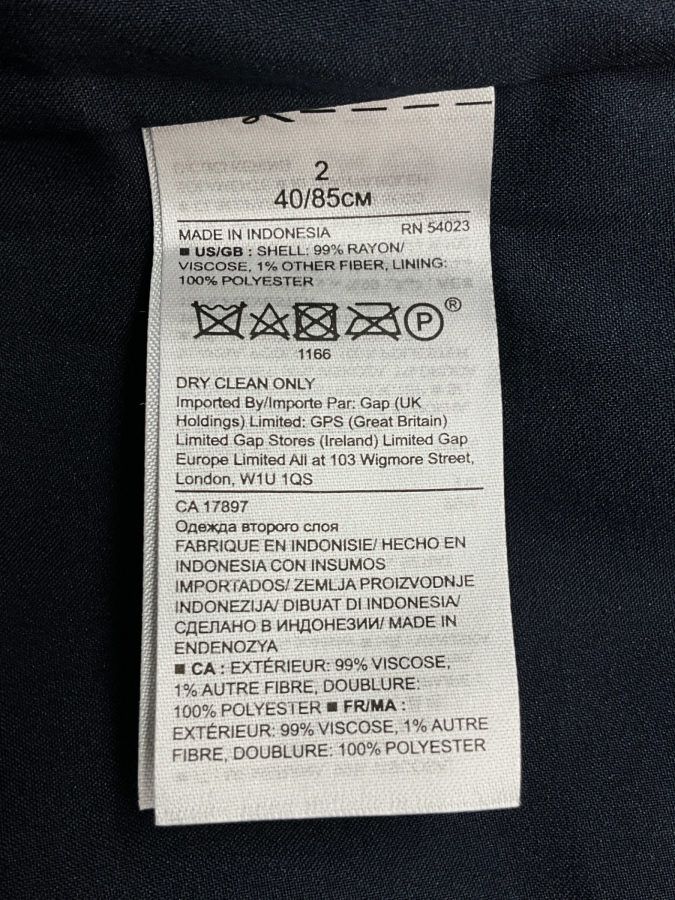 2
40/85CM
MADE IN INDONESIA RN 54023
■ US/GB : SHELL: 99% RAYON/
VISCOSE, 1% OTHER FIBER, LINING:
100% POLYESTER
P ®
1166
DRY CLEAN ONLY
Imported By/Importe Par: Gap (UK
Holdings) Limited: GPS (Great Britain)
Limited Gap Stores (Ireland) Limited Gap
Europe Limited All at 103 Wigmore Street,
London, W1U 1QS
CA 17897
Одежда второго слоя
FABRIQUE EN INDONISIE/ HECHO EN
INDONESIA CON INSUMOS
IMPORTADOS/ ZEMLJA PROIZVODNJE
INDONEZIJA/ DIBUAT DI INDONESIA/
СДЕЛАНО В ИНДОНЕЗИИ/ MADE IN
ENDENOZYA
■ CA : EXTÉRIEUR: 99% VISCOSE,
1% AUTRE FIBRE, DOUBLURE:
100% POLYESTER ■ FR/MA :
EXTÉRIEUR: 99% VISCOSE, 1% AUTRE
FIBRE, DOUBLURE: 100% POLYESTER